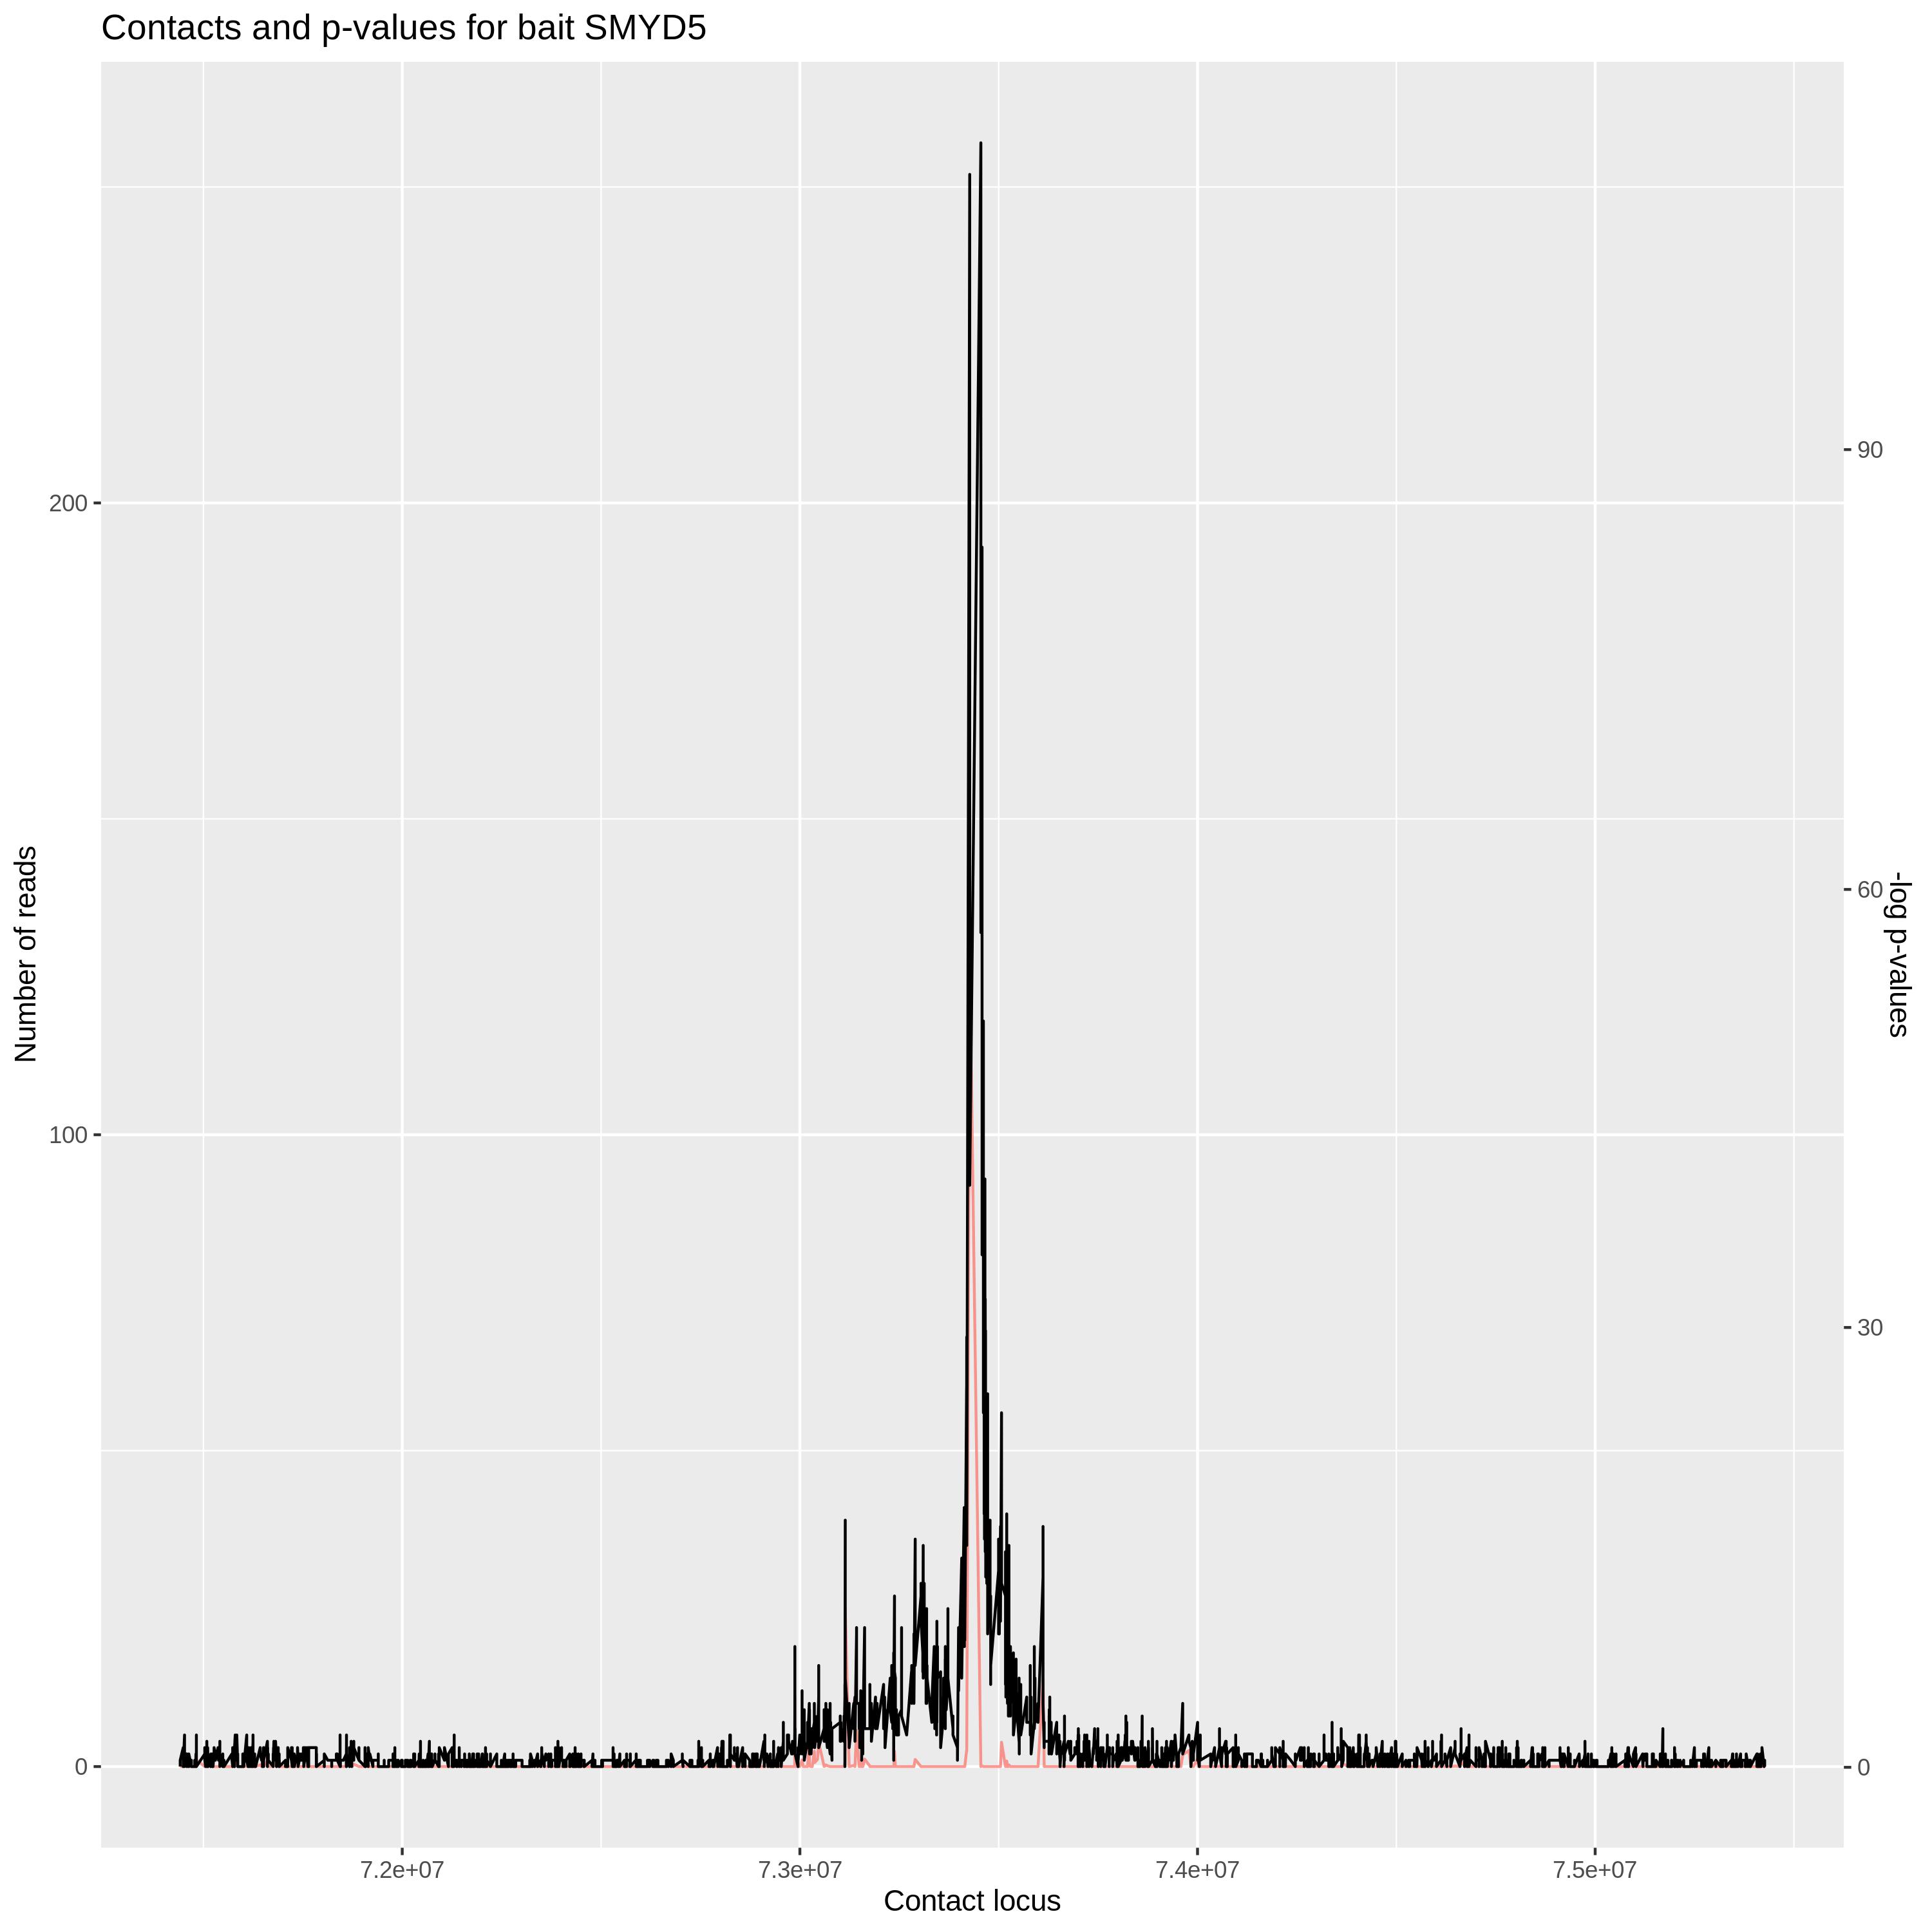 Contacts and p-values for bait SMYD5
Number of reads
200
100
0
90
60
30
0
-log p-values
7.2e+07
7.3e+07
7.4e+07
7.5e+07
Contact locus